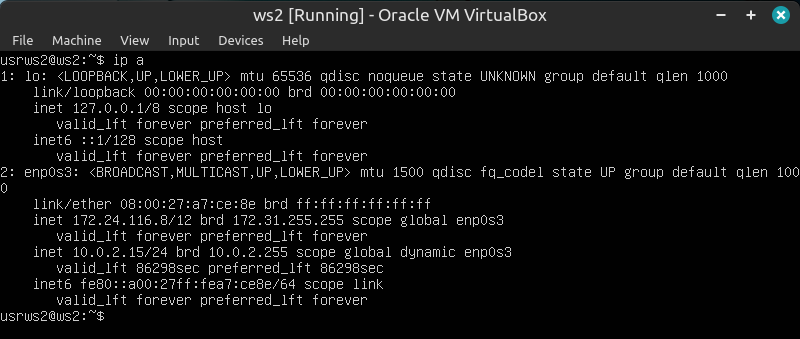 ws2 [Running] - Oracle VM VirtualBox
File Machine View Input Devices Help
usrws2@ws2:~$ ip a
1: lo: <LOOPBACK,UP,LOWER_UP> mtu 65536 qdisc noqueue state UNKNOWN group default qlen 1000
    link/loopback 00:00:00:00:00:00 brd 00:00:00:00:00:00
    inet 127.0.0.1/8 scope host lo
       valid_lft forever preferred_lft forever
    inet6 ::1/128 scope host
       valid_lft forever preferred_lft forever
2: enp0s3: <BROADCAST,MULTICAST,UP,LOWER_UP> mtu 1500 qdisc fq_codel state UP group default qlen 100
0
    link/ether 08:00:27:a7:ce:8e brd ff:ff:ff:ff:ff:ff
    inet 172.24.116.8/12 brd 172.31.255.255 scope global enp0s3
       valid_lft forever preferred_lft forever
    inet 10.0.2.15/24 brd 10.0.2.255 scope global dynamic enp0s3
       valid_lft 86298sec preferred_lft 86298sec
    inet6 fe80::a00:27ff:fea7:ce8e/64 scope link
       valid_lft forever preferred_lft forever
usrws2@ws2:~$